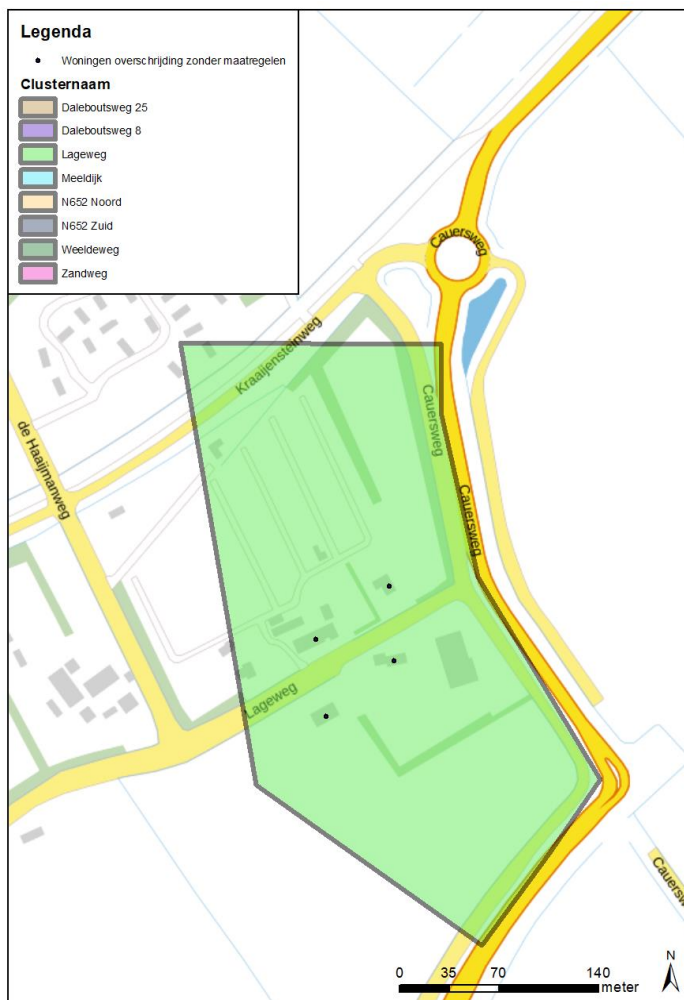 Legenda
Woningen overschrijding zonder maatregelen
Clusternaam
Daleboutsweg 25
Daleboutsweg 8
Lageweg
Meeldijk
N652 Noord
N652 Zuid
Weeldeweg
Zandweg
Cauersweg
Kraaijensteinweg
Cauersweg
de Haaijmanweg
Cauersweg
Lageweg
Cauersw
N
0 35 70 140
meter